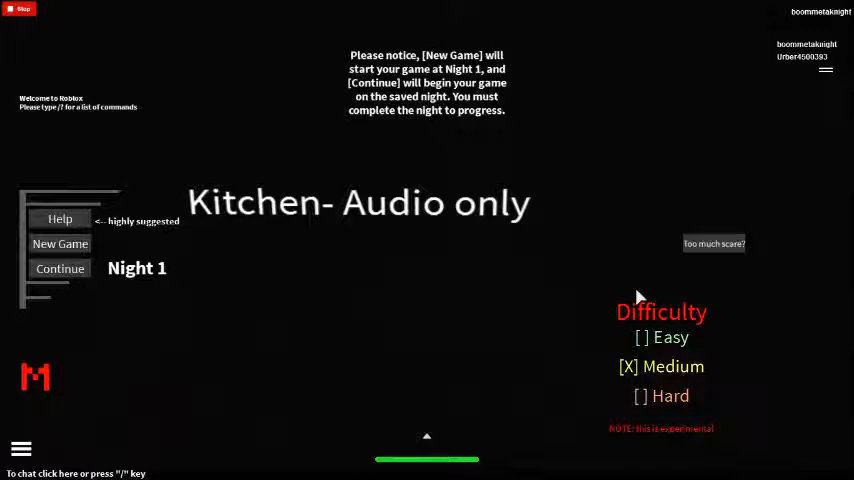 Stop
boommetaknight
boommetaknight
Urber4500393
Please notice, [New Game] will
start your game at Night 1, and
[Continue] will begin your game
on the saved night. You must
complete the night to progress.
Welcome to Roblox
Please type /? for a list of commands
Kitchen- Audio only
Help <-- highly suggested
New Game
Continue Night 1
Too much scare?
Difficulty
[ ] Easy
[X] Medium
[ ] Hard
NOTE: this is experimental
M
To chat click here or press "/" key